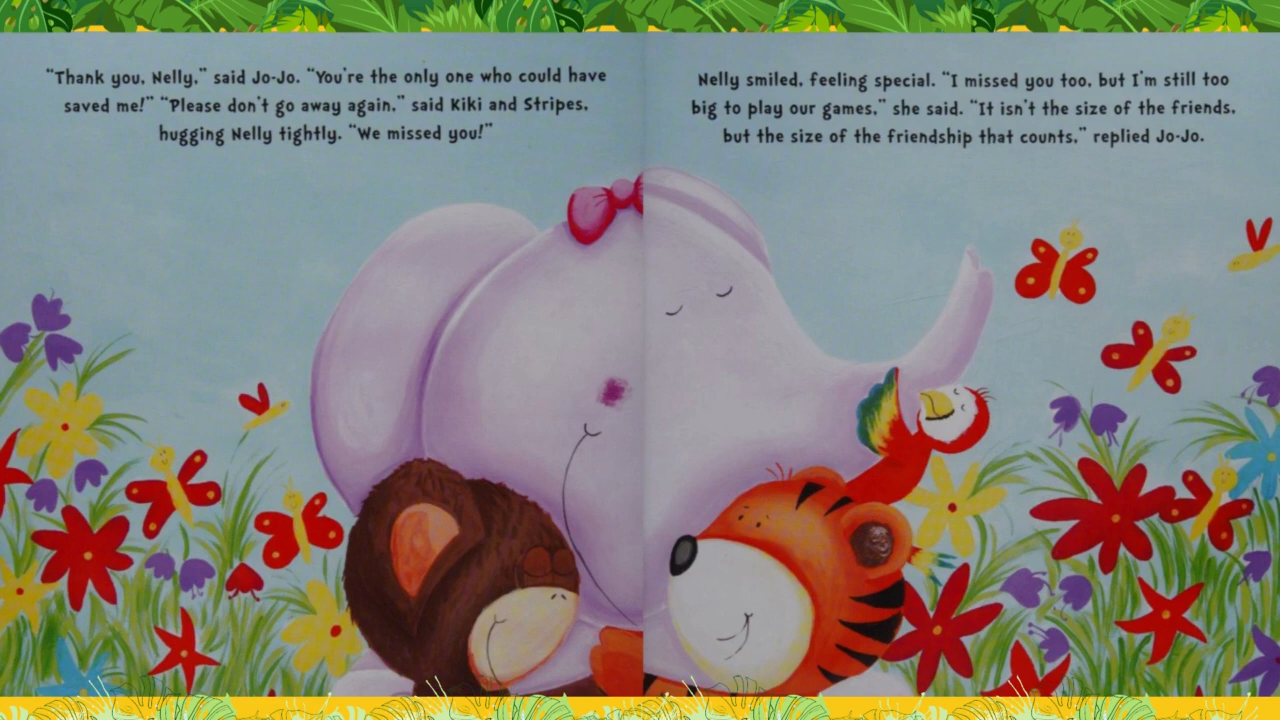 “Thank you, Nelly,” said Jo-Jo. “You’re the only one who could have
saved me!” “Please don’t go away again,” said Kiki and Stripes,
hugging Nelly tightly. “We missed you!”
Nelly smiled, feeling special. “I missed you too, but I’m still too
big to play our games,” she said. “It isn’t the size of the friends,
but the size of the friendship that counts,” replied Jo-Jo.